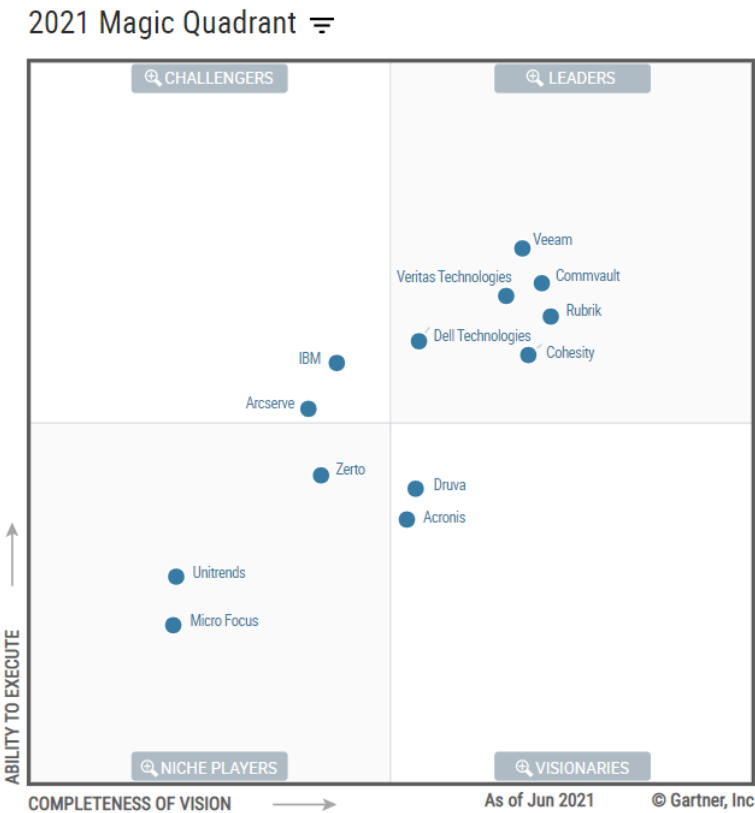 2021 Magic Quadrant
CHALLENGERS
LEADERS
Veeam
Commvault
Veritas Technologies
Rubrik
Dell Technologies
Cohesity
IBM
Arcserve
Zerto
Druva
Acronis
Unitrends
Micro Focus
ABILITY TO EXECUTE
NICHE PLAYERS
VISIONARIES
COMPLETENESS OF VISION
As of Jun 2021
© Gartner, Inc